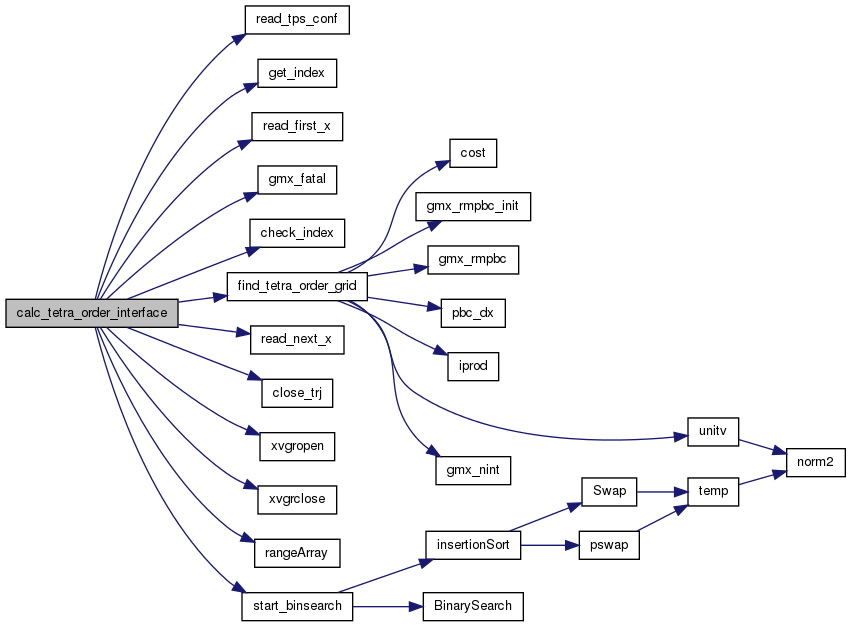 read_tps_conf
get_index
read_first_x
gmx_fatal
check_index
calc_tetra_order_interface
find_tetra_order_grid
read_next_x
close_trj
xvgropen
xvgrclose
rangeArray
start_binsearch
cost
gmx_rmpbc_init
gmx_rmpbc
pbc_dx
iprod
gmx_nint
insertionSort
BinarySearch
Swap
pswap
unitv
temp
norm2